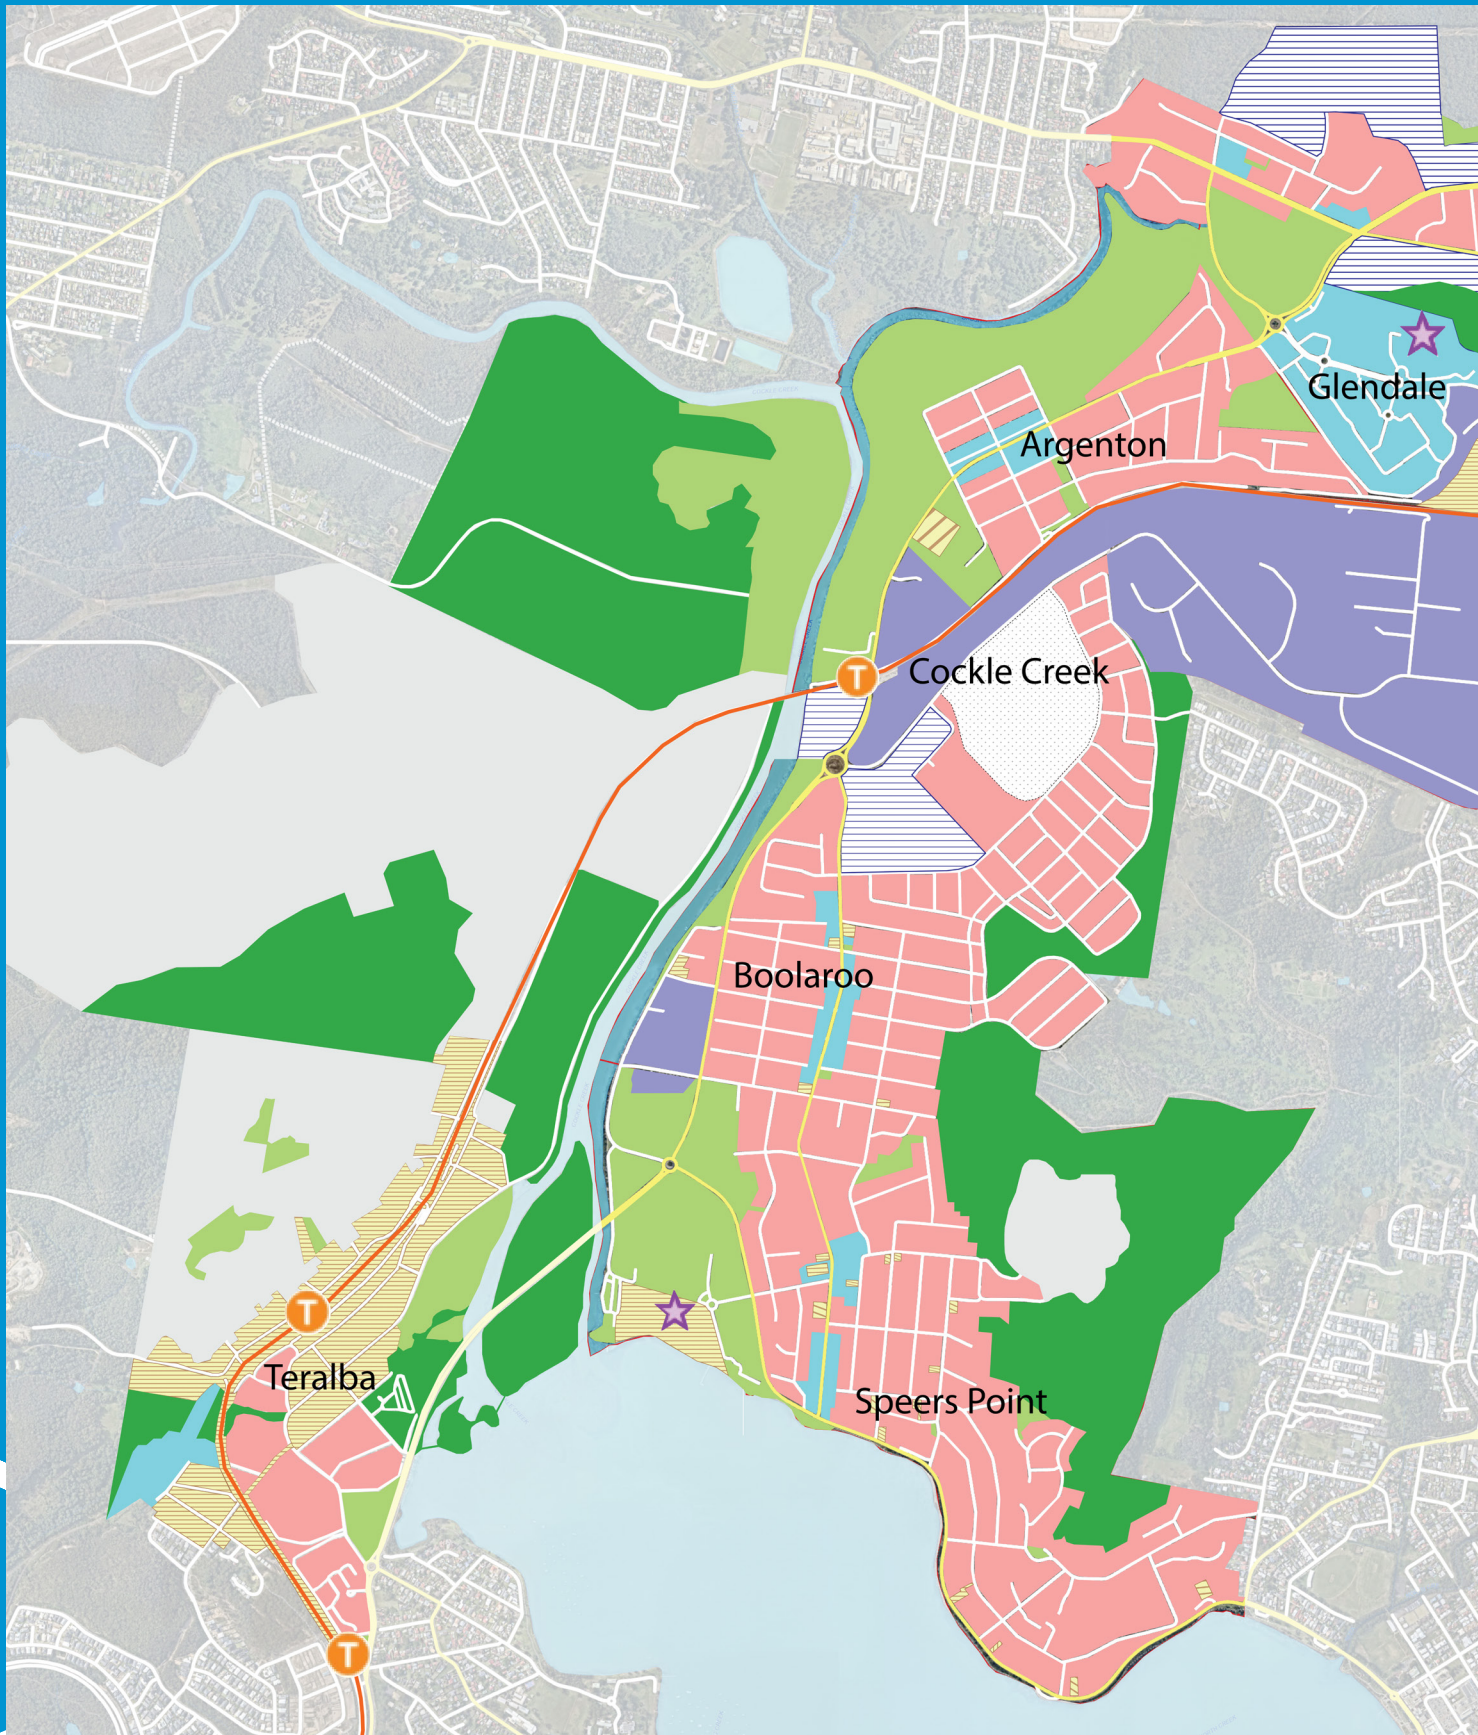 Glendale
Argenton
T
Cockle Creek
Boolaroo
T
Teralba
Speers Point
T